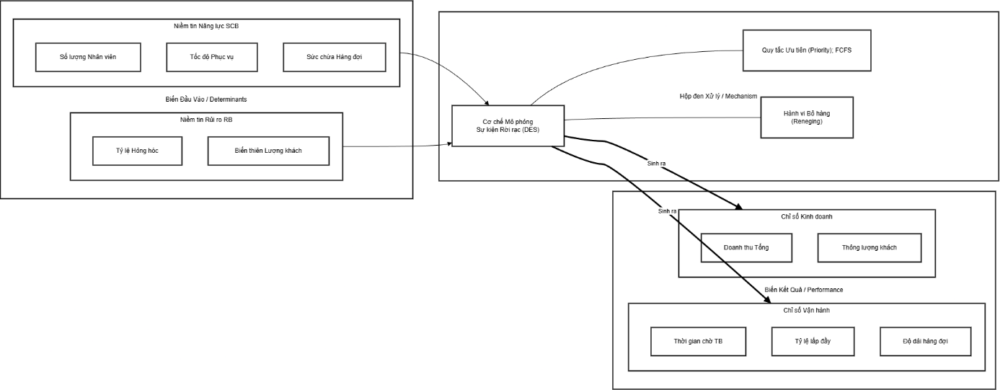 Niềm tin Năng lực SCB
Số lượng Nhân viên
Tốc độ Phục vụ
Sức chứa Hàng đợi
Biến Đầu Vào / Determinants
Niềm tin Rủi ro RB
Tỷ lệ Hỏng hóc
Biến thiên Lượng khách
Quy tắc Ưu tiên (Priority); FCFS
Hộp đen Xử lý / Mechanism
Cơ chế Mô phỏng
Sự kiện Rời rạc (DES)
Hành vi Bỏ hàng
(Reneging)
Sinh ra
Sinh ra
Chỉ số Kinh doanh
Doanh thu Tổng
Thông lượng khách
Biến Kết Quả / Performance
Chỉ số Vận hành
Thời gian chờ TB
Tỷ lệ lấp đầy
Độ dài hàng đợi